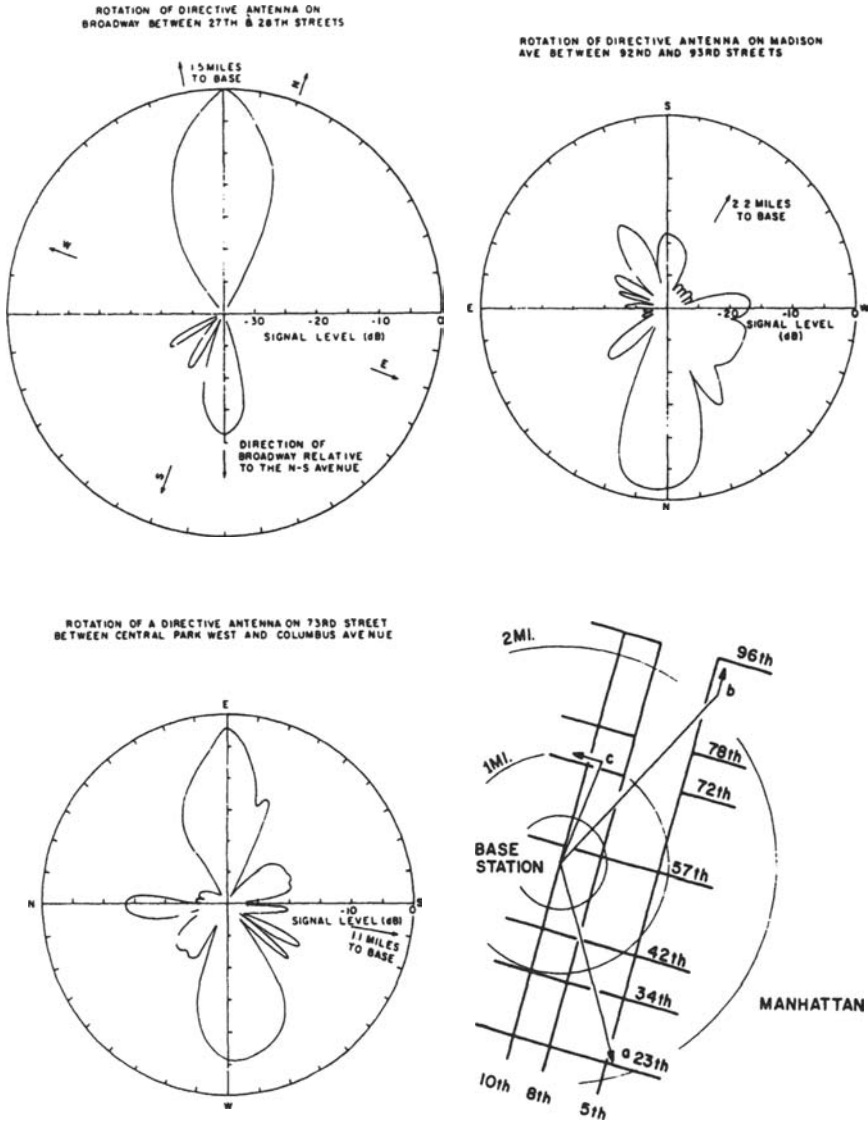 ROTATION OF DIRECTIVE ANTENNA ON
BROADWAY BETWEEN 27TH & 28TH STREETS
1.5 MILES
TO BASE
N
W
-30
-20
-10
0
SIGNAL LEVEL (dB)
E
S
DIRECTION OF
BROADWAY RELATIVE
TO THE N-S AVENUE
ROTATION OF DIRECTIVE ANTENNA ON MADISON
AVE BETWEEN 92ND AND 93RD STREETS
S
2.2 MILES
TO BASE
E
-20
-10
0
W
SIGNAL LEVEL
(dB)
N
ROTATION OF A DIRECTIVE ANTENNA ON 73RD STREET
BETWEEN CENTRAL PARK WEST AND COLUMBUS AVENUE
E
N
-10
0
S
SIGNAL LEVEL (dB)
1.1 MILES
TO BASE
W
2MI.
96th
b
1MI.
c
78th
72th
BASE
STATION
57th
42th
34th
MANHATTAN
a
23th
10th
8th
5th